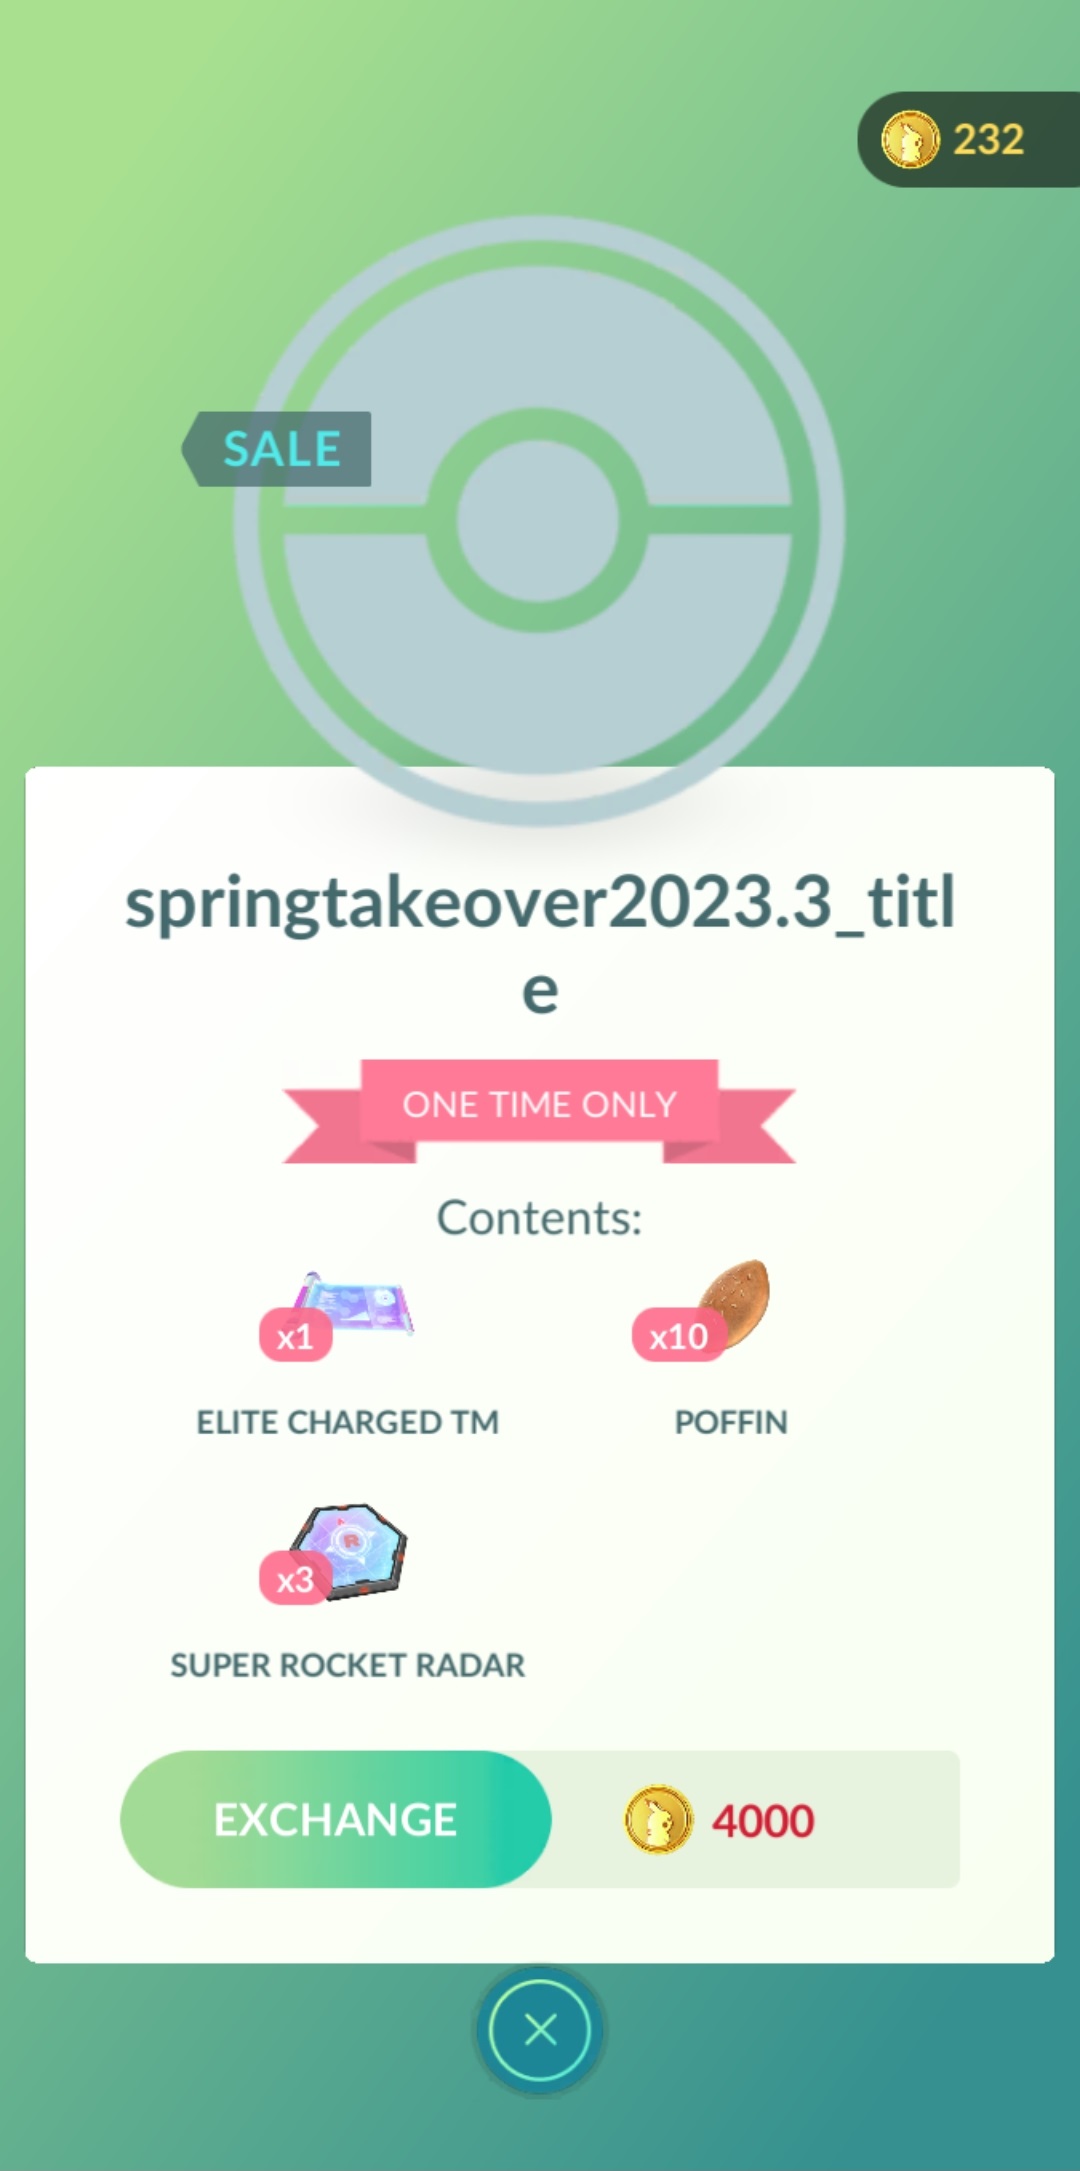 232
SALE
springtakeover2023.3_titl
e
ONE TIME ONLY
Contents:
x1
x10
ELITE CHARGED TM
POFFIN
x3
SUPER ROCKET RADAR
EXCHANGE
4000